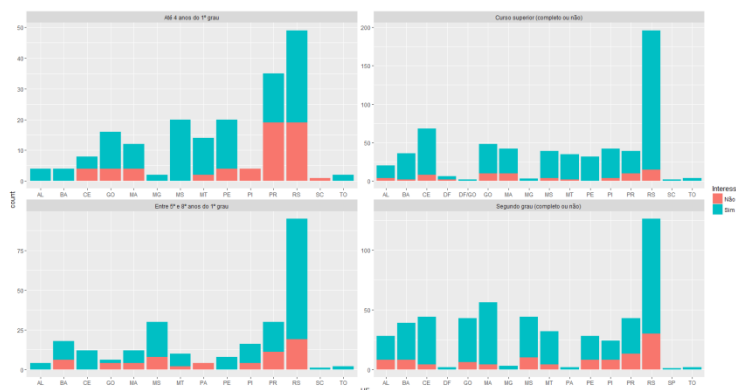 Até 4 anos do 1º grau
Curso superior (completo ou não)
50
40
30
20
10
0
AL BA CE GO MA MG MS MT PE PI PR RS SC TO
200
150
100
50
0
AL BA CE DF DF/GO GO MA MG MS MT PA PE PI PR RS SC TO
count
Interesse
Não
Sim
Entre 5ª e 8ª anos do 1º grau
Segundo grau (completo ou não)
75
50
25
0
AL BA CE GO MA MS MT PA PE PI PR RS SC TO
100
50
0
AL BA CE DF GO MA MG MS MT PA PE PI PR RS SP TO
UF